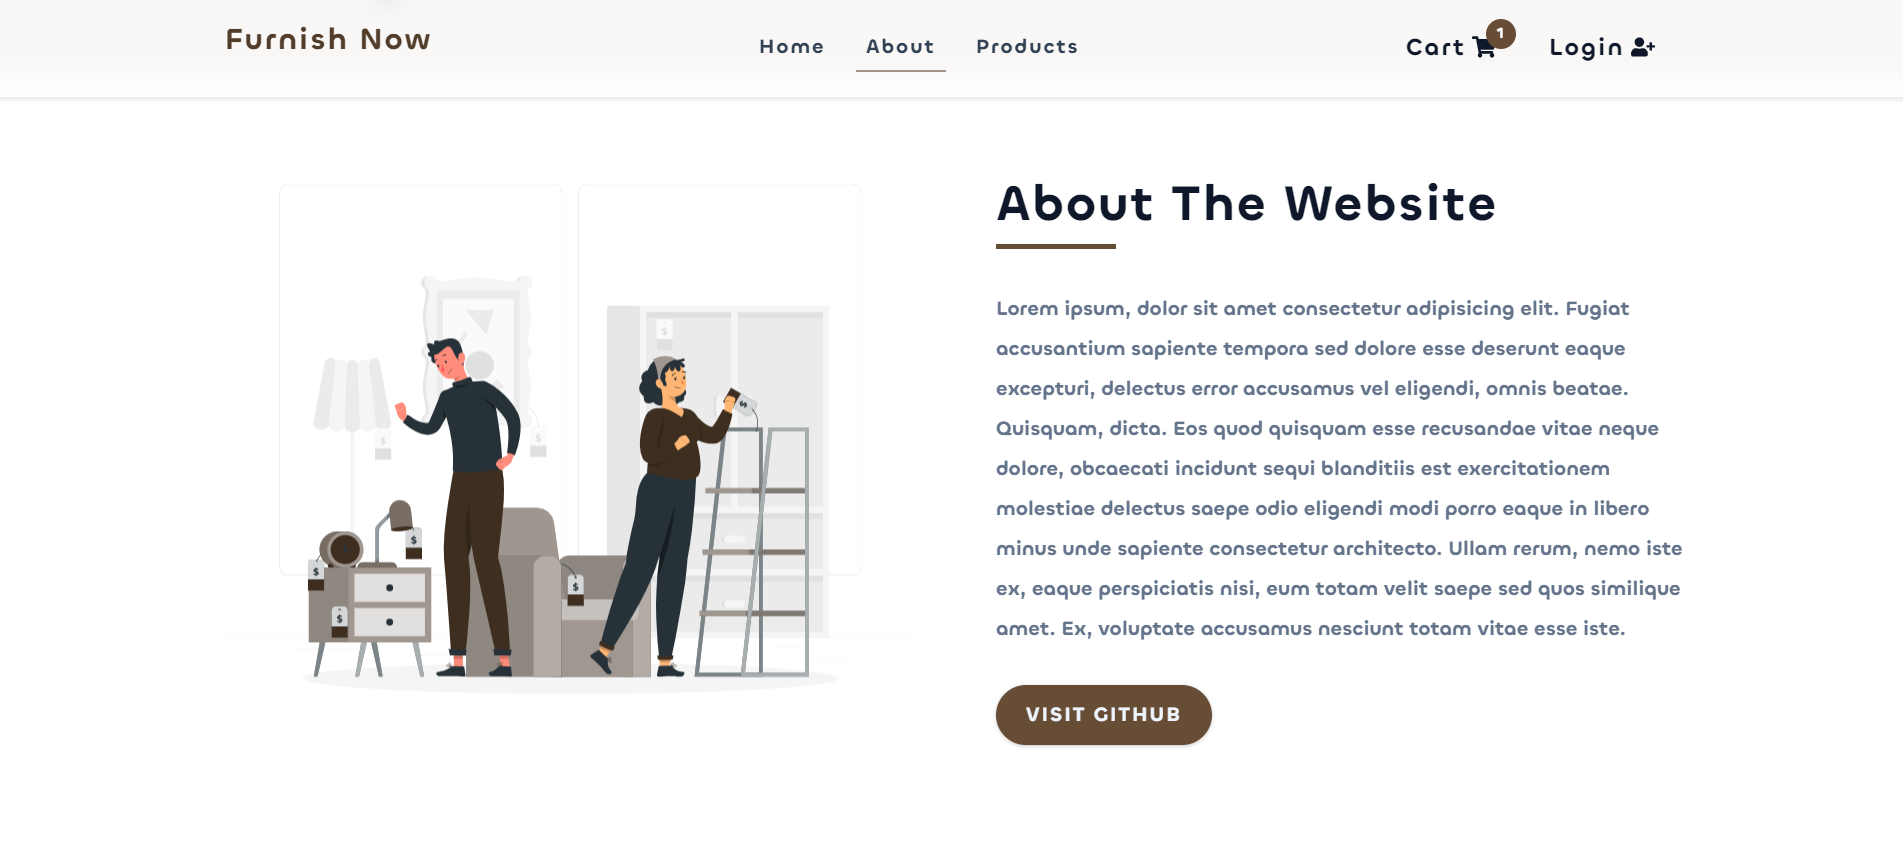 Furnish Now
Home About Products
Cart 1 Login
About The Website
Lorem ipsum, dolor sit amet consectetur adipisicing elit. Fugiat
accusantium sapiente tempora sed dolore esse deserunt eaque
excepturi, delectus error accusamus vel eligendi, omnis beatae.
Quisquam, dicta. Eos quod quisquam esse recusandae vitae neque
dolore, obcaecati incidunt sequi blanditiis est exercitationem
molestiae delectus saepe odio eligendi modi porro eaque in libero
minus unde sapiente consectetur architecto. Ullam rerum, nemo iste
ex, eaque perspiciatis nisi, eum totam velit saepe sed quos similique
amet. Ex, voluptate accusamus nesciunt totam vitae esse iste.
VISIT GITHUB
$
$
$
$
$
$
$
$